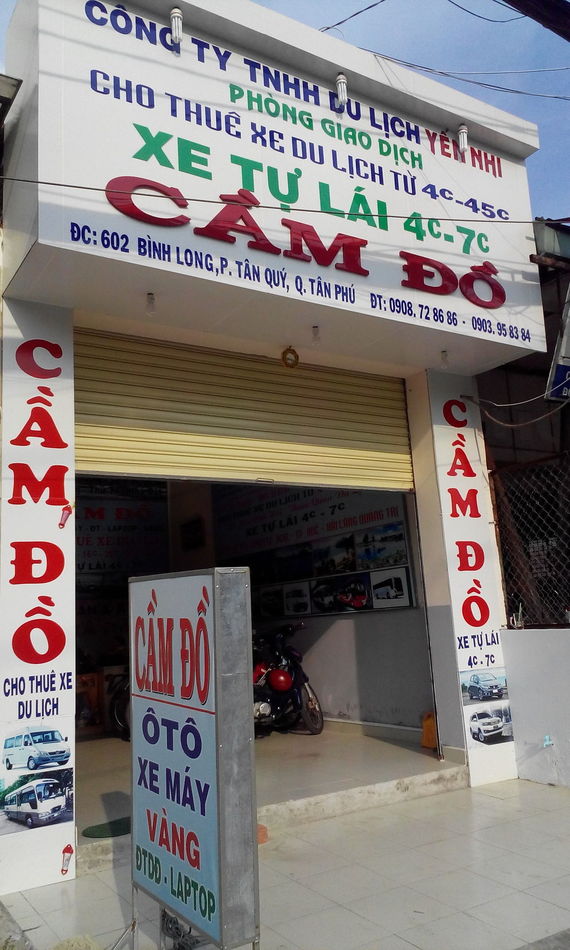 CÔNG TY TNHH DU LỊCH YẾN NHI
PHÒNG GIAO DỊCH
CHO THUÊ XE DU LỊCH TỪ 4C-45C
XE TỰ LÁI 4C-7C
CẦM ĐỒ
ĐC: 602 BÌNH LONG, P. TÂN QUÝ, Q. TÂN PHÚ ĐT: 0908. 72 86 86 - 0903. 95 83 84
CẦM ĐỒ
CHO THUÊ XE
DU LỊCH
CẦM ĐỒ
XE TỰ LÁI
4C - 7C
CẦM ĐỒ
ÔTÔ
XE MÁY
VÀNG
ĐTDĐ - LAPTOP
XE TỰ LÁI 4C - 7C